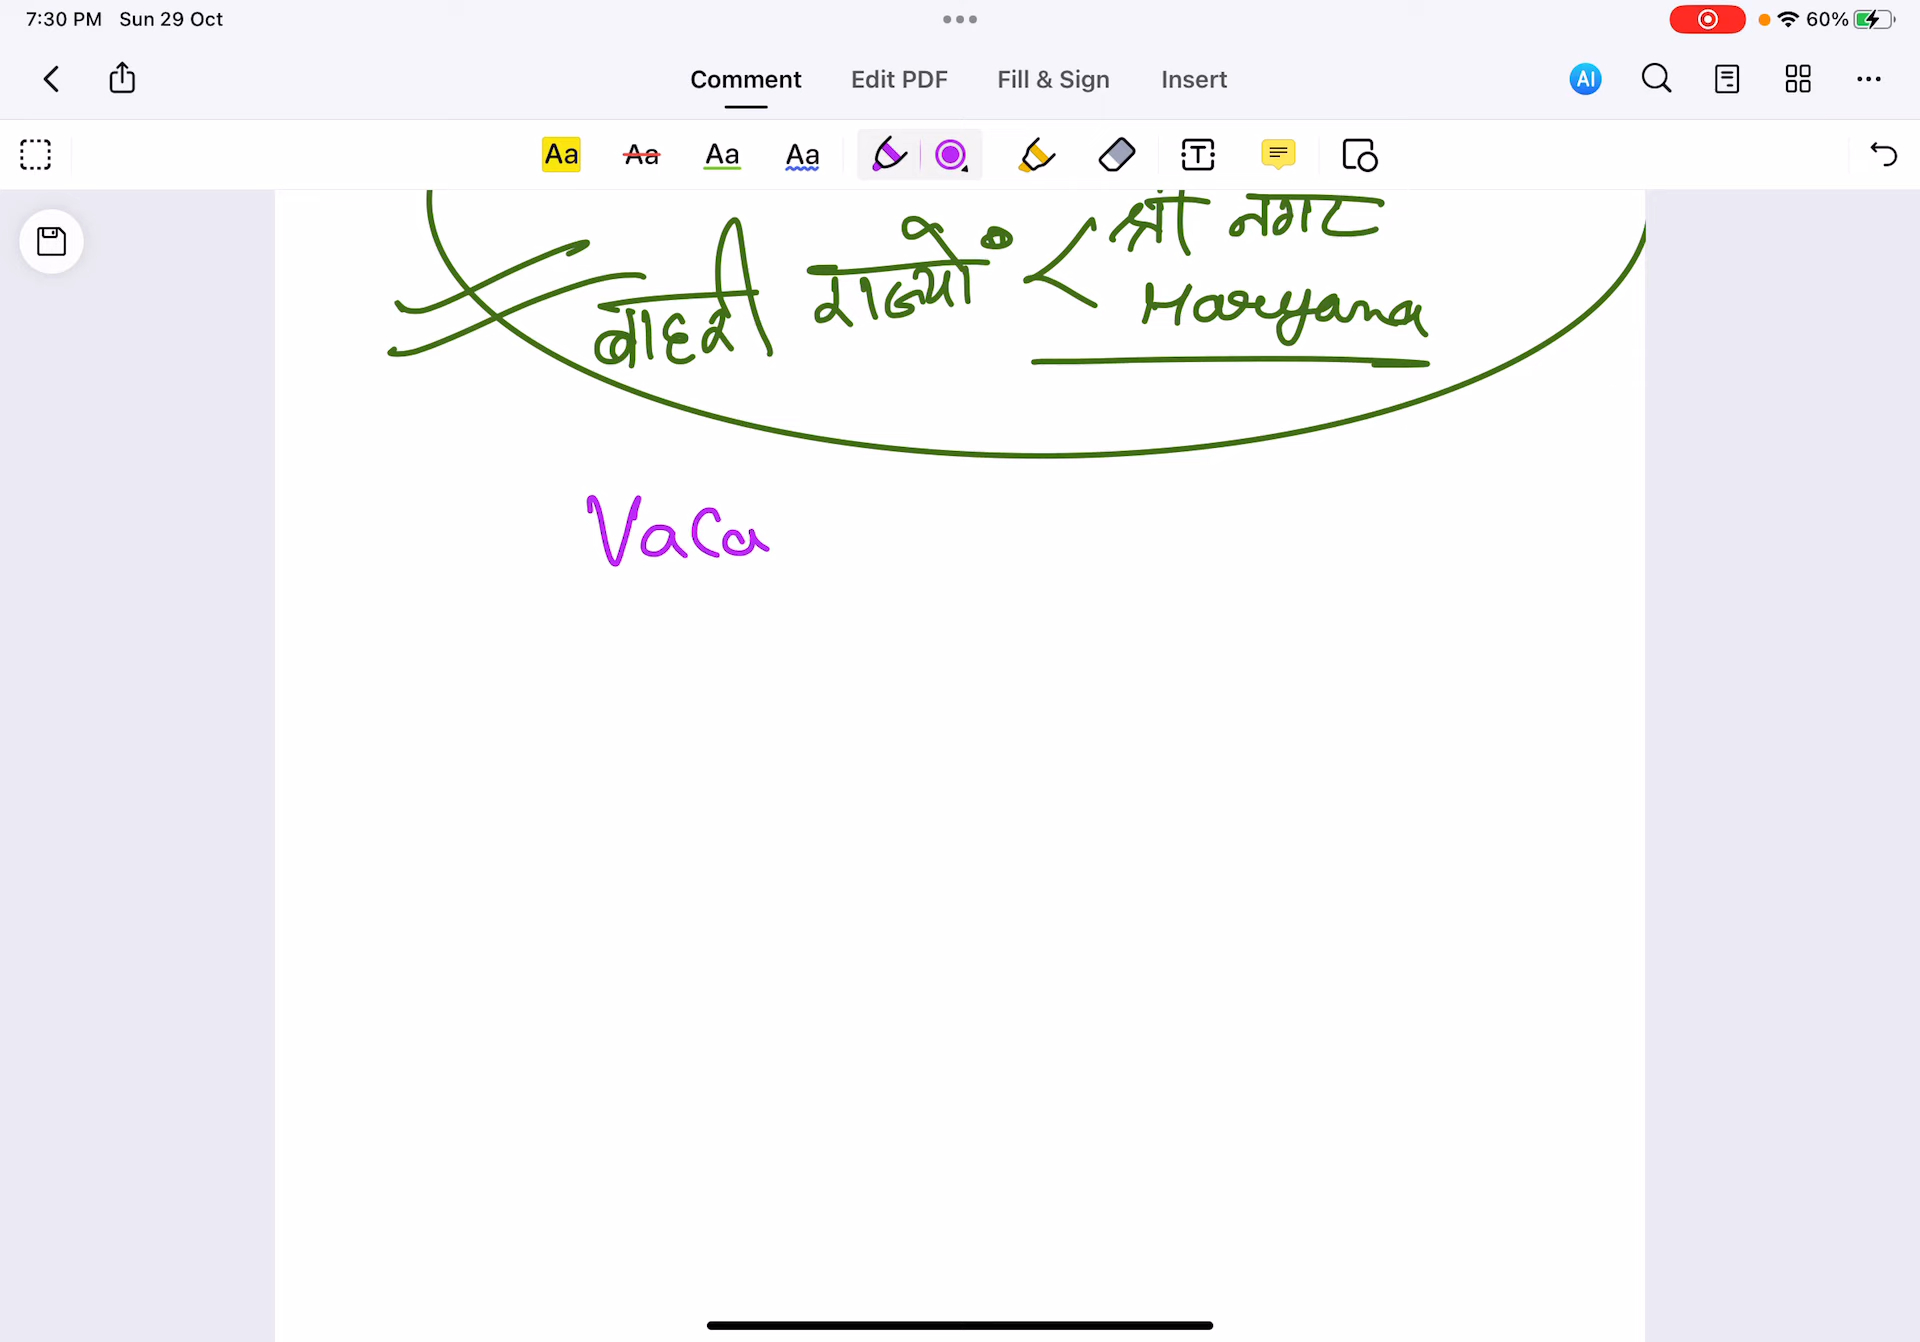 7:30 PM Sun 29 Oct
60%
Comment Edit PDF Fill & Sign Insert
AI
Aa Aa Aa Aa T
श्री नगर
बाहरी राज्यों
Haryana
Vaca